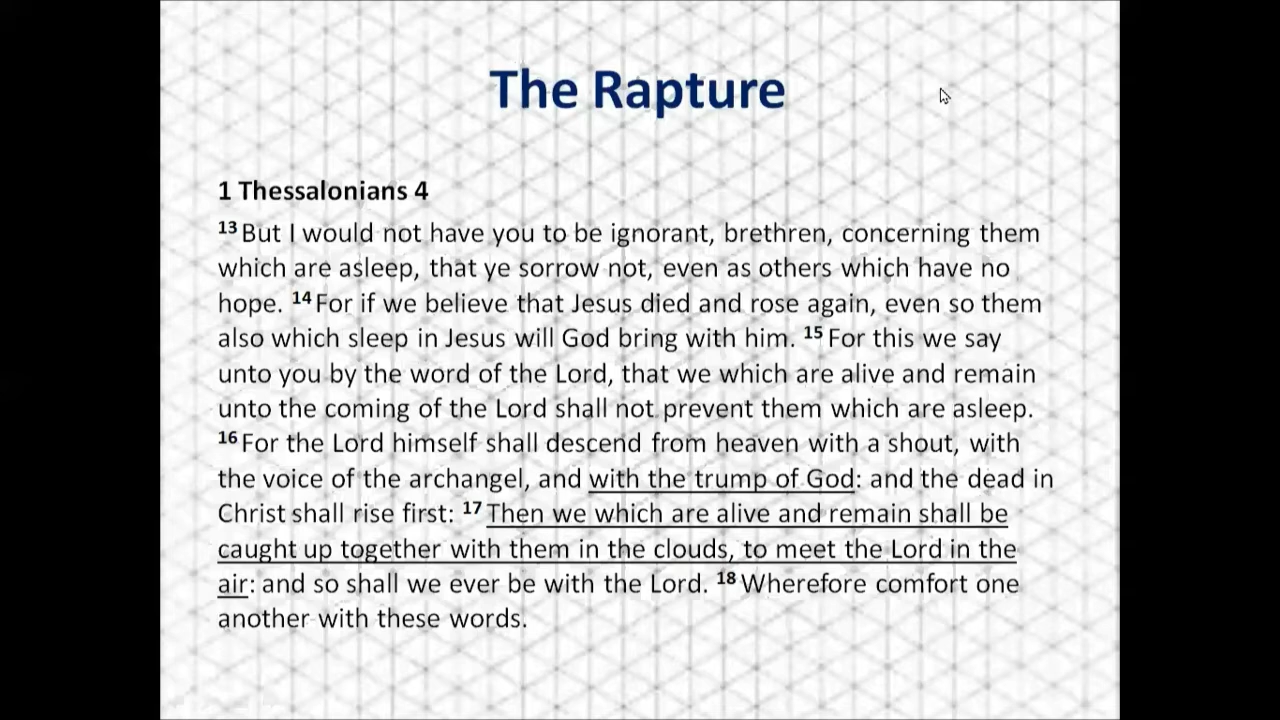 The Rapture
1 Thessalonians 4
13 But I would not have you to be ignorant, brethren, concerning them
which are asleep, that ye sorrow not, even as others which have no
hope. 14 For if we believe that Jesus died and rose again, even so them
also which sleep in Jesus will God bring with him. 15 For this we say
unto you by the word of the Lord, that we which are alive and remain
unto the coming of the Lord shall not prevent them which are asleep.
16 For the Lord himself shall descend from heaven with a shout, with
the voice of the archangel, and with the trump of God: and the dead in
Christ shall rise first: 17 Then we which are alive and remain shall be
caught up together with them in the clouds, to meet the Lord in the
air: and so shall we ever be with the Lord. 18 Wherefore comfort one
another with these words.